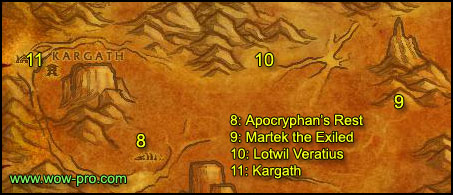 11 KARGATH
10
9
8
8: Apocryphan's Rest
9: Martek the Exiled
10: Lotwil Veratius
11: Kargath
www.wow-pro.com